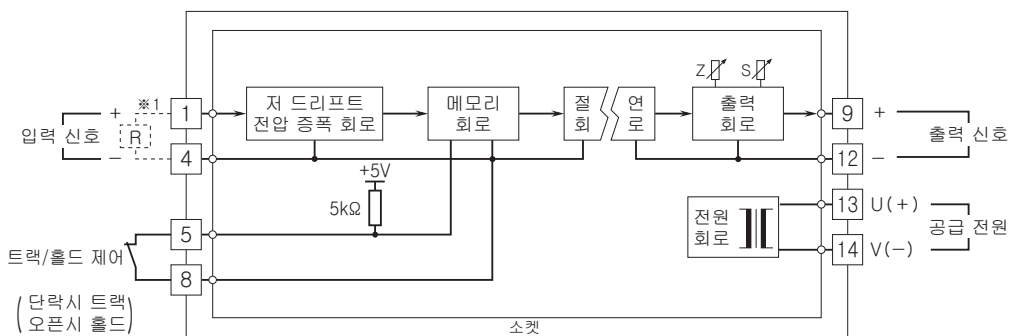 Z S
※1
+ 1 저 드리프트
전압 증폭 회로
메모리
회로
절 연
회 로
출력
회로
9 +
입력 신호
R
출력 신호
− 4
12 −
+5V
5kΩ
전원
회로
13 U(+)
공급 전원
14 V(−)
5
트랙/홀드 제어
8
(단락시 트랙
오픈시 홀드)
소켓